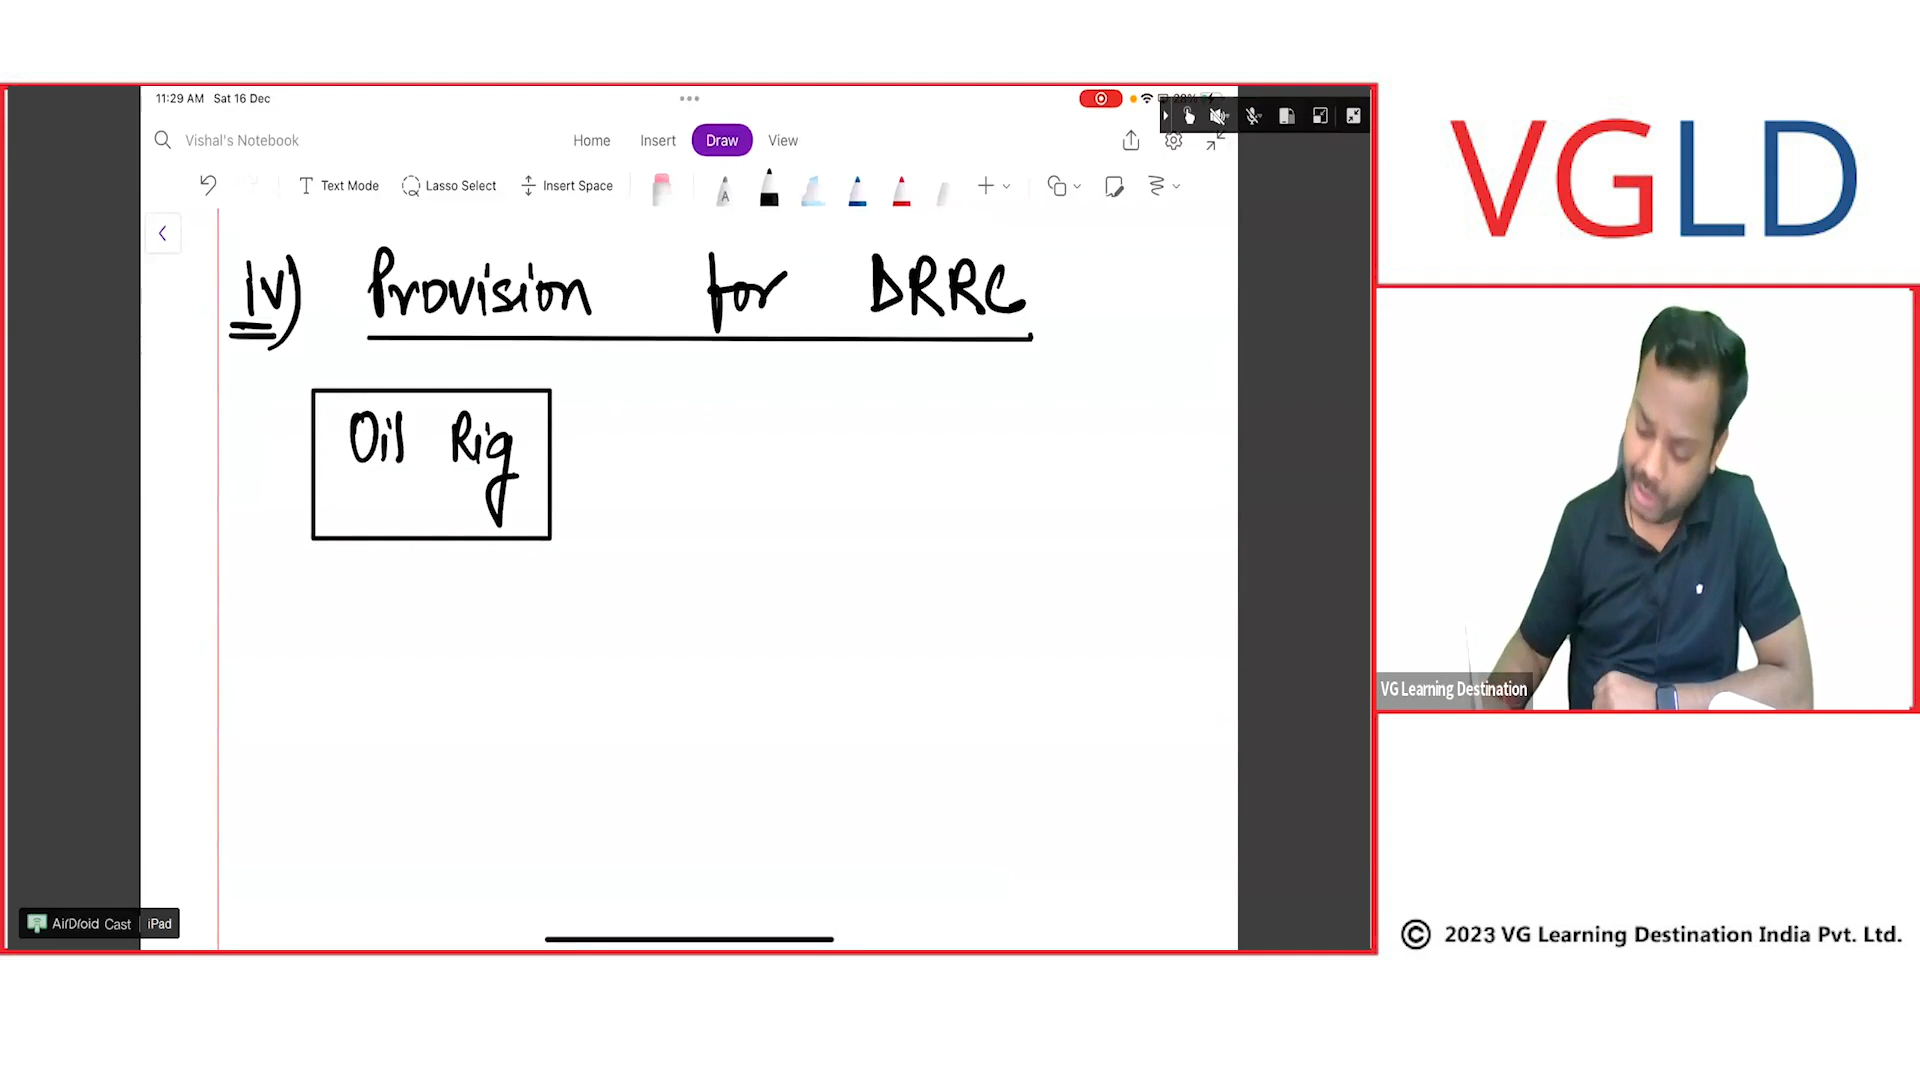 11:29 AM Sat 16 Dec
28%
Vishal's Notebook
Home Insert Draw View
Text Mode Lasso Select Insert Space
A
iv) Provision for DRRC
Oil Rig
VGLD
VG Learning Destination
AirDroid Cast iPad
© 2023 VG Learning Destination India Pvt. Ltd.